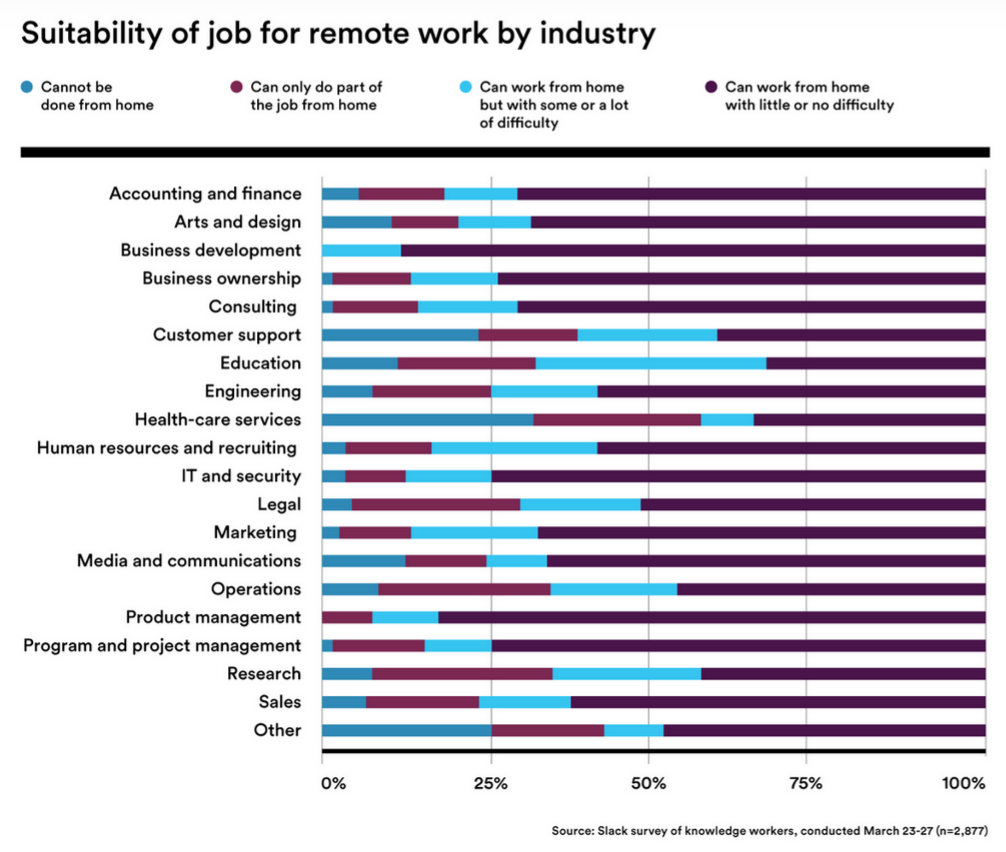 Suitability of job for remote work by industry
Cannot be
done from home
Can only do part of
the job from home
Can work from home
but with some or a lot
of difficulty
Can work from home
with little or no difficulty
Accounting and finance
Arts and design
Business development
Business ownership
Consulting
Customer support
Education
Engineering
Health-care services
Human resources and recruiting
IT and security
Legal
Marketing
Media and communications
Operations
Product management
Program and project management
Research
Sales
Other
0% 25% 50% 75% 100%
Source: Slack survey of knowledge workers, conducted March 23-27 (n=2,877)